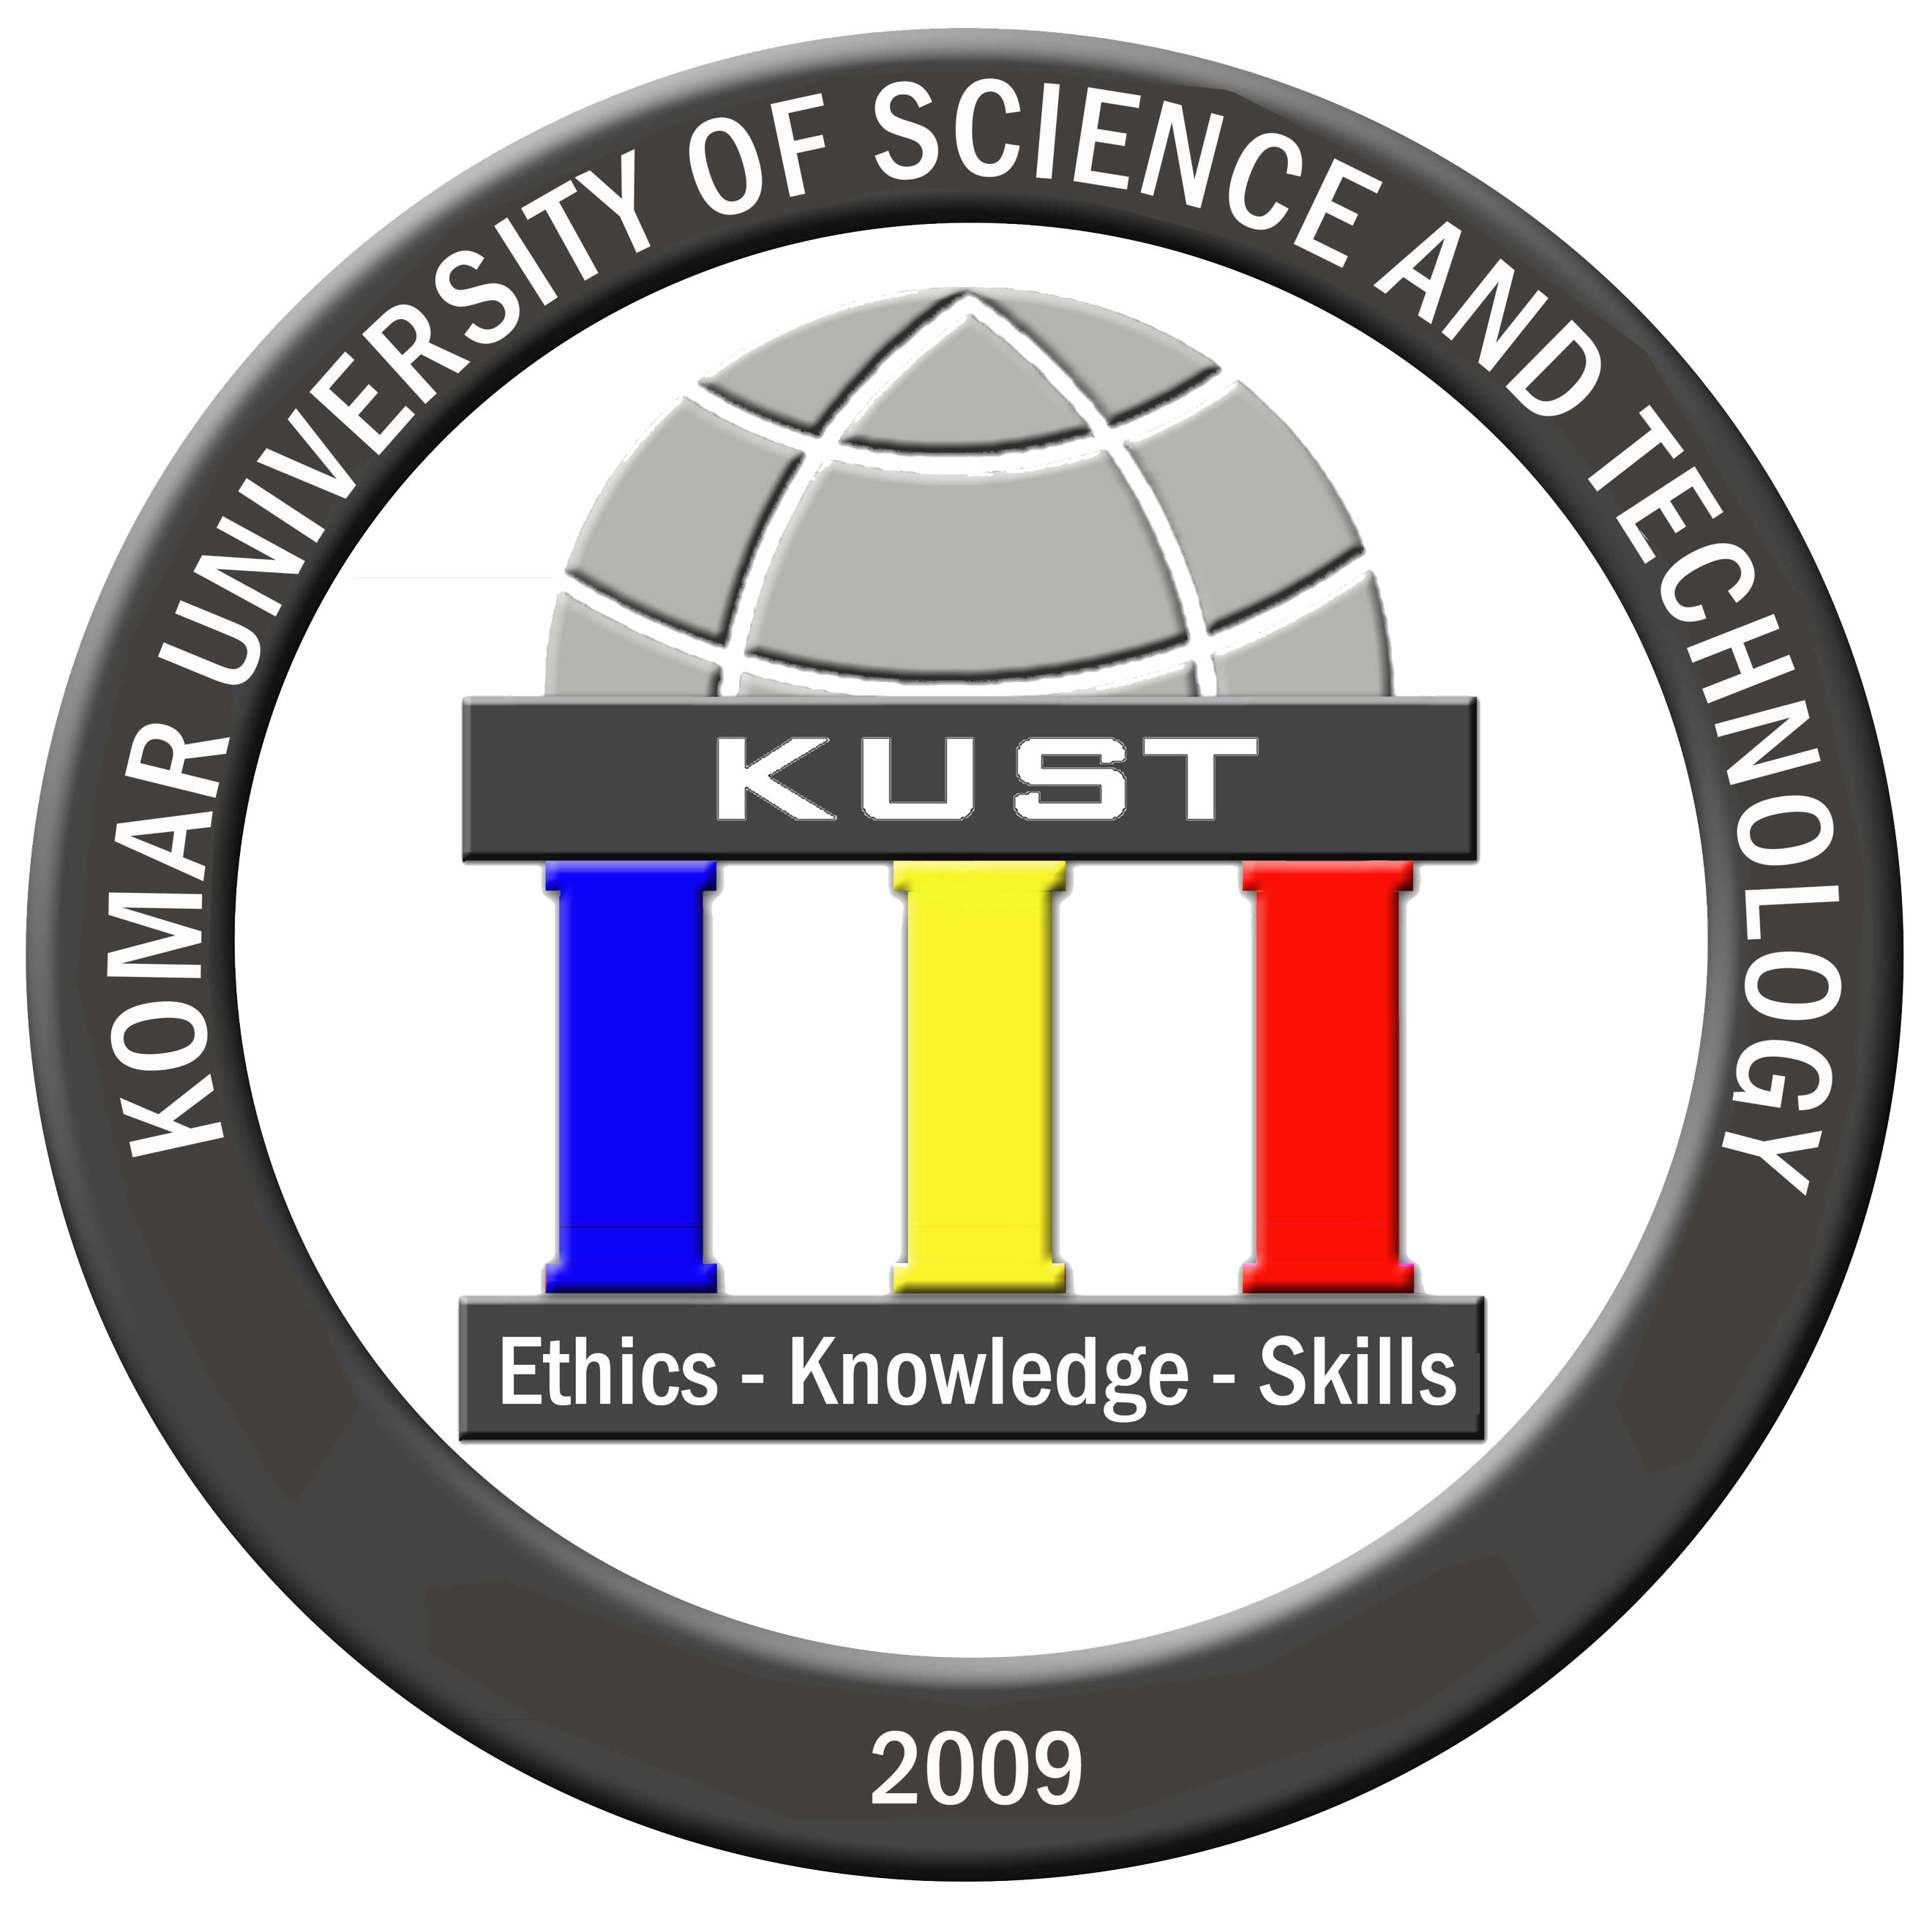 KOMAR UNIVERSITY OF SCIENCE AND TECHNOLOGY
KUST
Ethics - Knowledge - Skills
2009